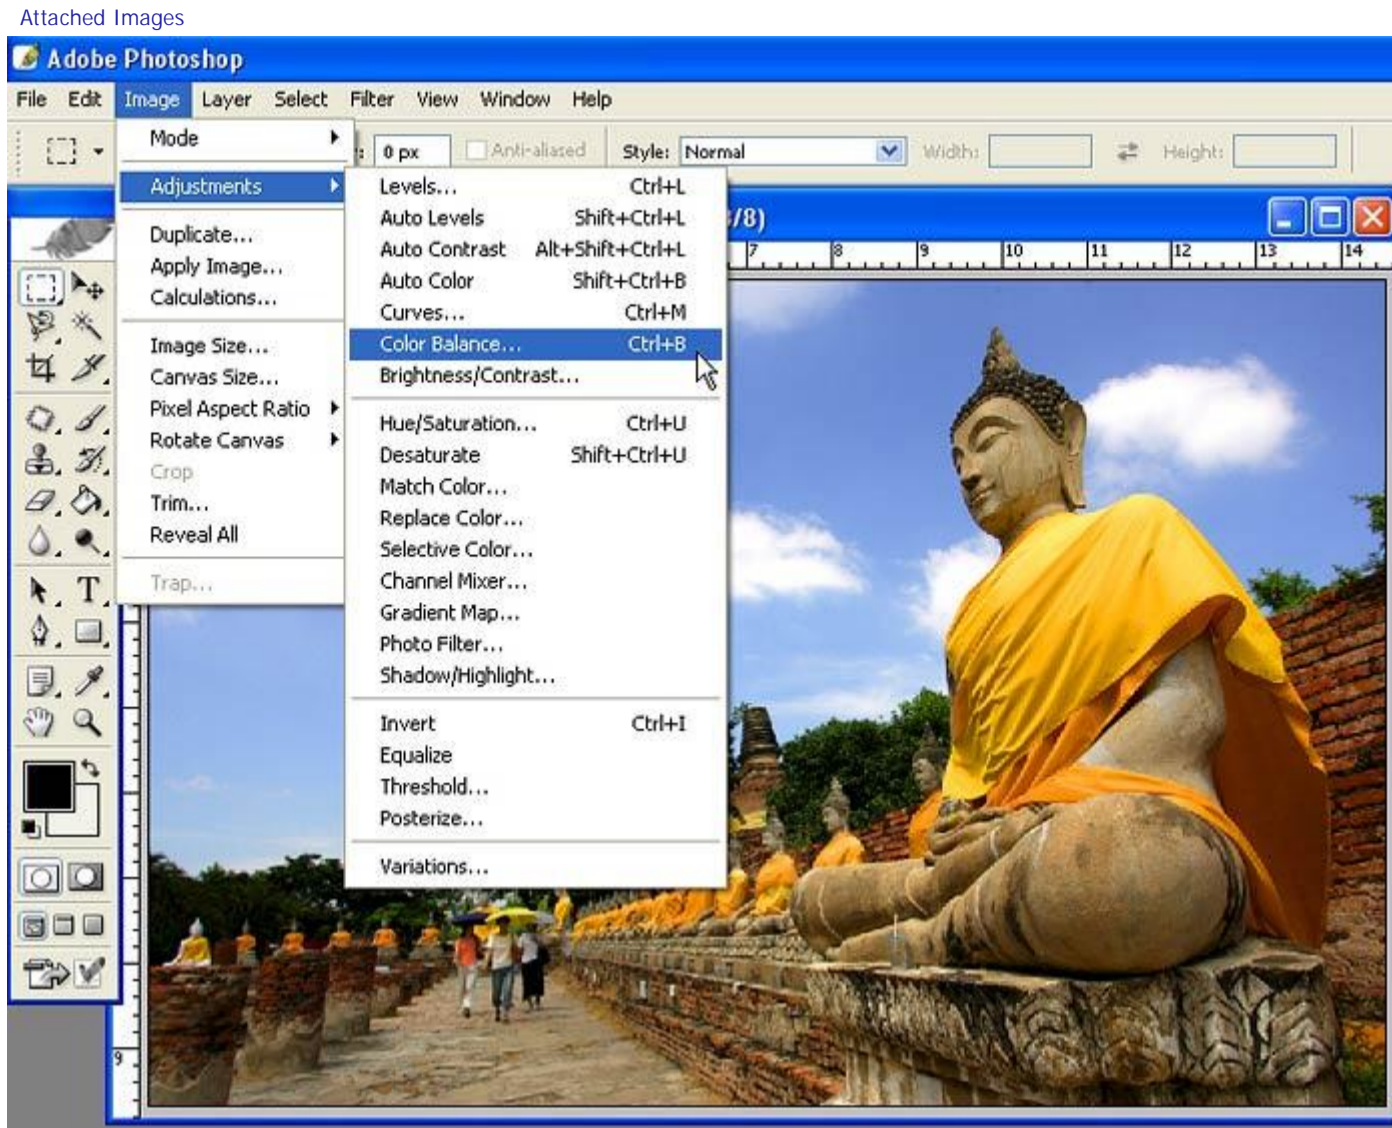 Attached Images
Adobe Photoshop
File Edit Image Layer Select Filter View Window Help
0 px Anti-aliased Style: Normal Width: Height:
Mode
Adjustments
Duplicate...
Apply Image...
Calculations...
Image Size...
Canvas Size...
Pixel Aspect Ratio
Rotate Canvas
Crop
Trim...
Reveal All
Trap...
Levels... Ctrl+L
Auto Levels Shift+Ctrl+L
Auto Contrast Alt+Shift+Ctrl+L
Auto Color Shift+Ctrl+B
Curves... Ctrl+M
Color Balance... Ctrl+B
Brightness/Contrast...
Hue/Saturation... Ctrl+U
Desaturate Shift+Ctrl+U
Match Color...
Replace Color...
Selective Color...
Channel Mixer...
Gradient Map...
Photo Filter...
Shadow/Highlight...
Invert Ctrl+I
Equalize
Threshold...
Posterize...
Variations...
/8)
7 8 9 10 11 12 13 14
T
9